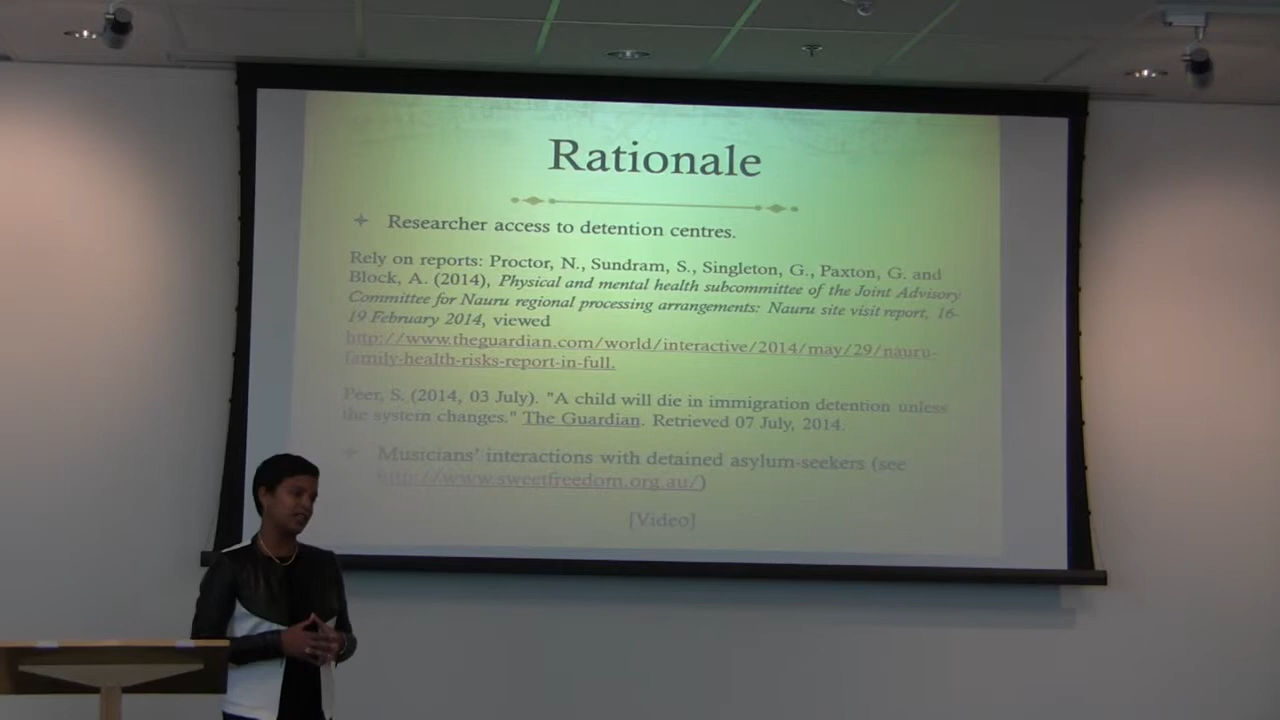 Rationale
Researcher access to detention centres.
Rely on reports: Proctor, N., Sundram, S., Singleton, G., Paxton, G. and
Block, A. (2014), Physical and mental health subcommittee of the Joint Advisory
Committee for Nauru regional processing arrangements: Nauru site visit report, 16-
19 February 2014, viewed
http://www.theguardian.com/world/interactive/2014/may/29/nauru-
family-health-risks-report-in-full.
Peer, S. (2014, 03 July). "A child will die in immigration detention unless
the system changes." The Guardian. Retrieved 07 July, 2014.
Musicians' interactions with detained asylum-seekers (see
http://www.sweetfreedom.org.au/)
[Video]